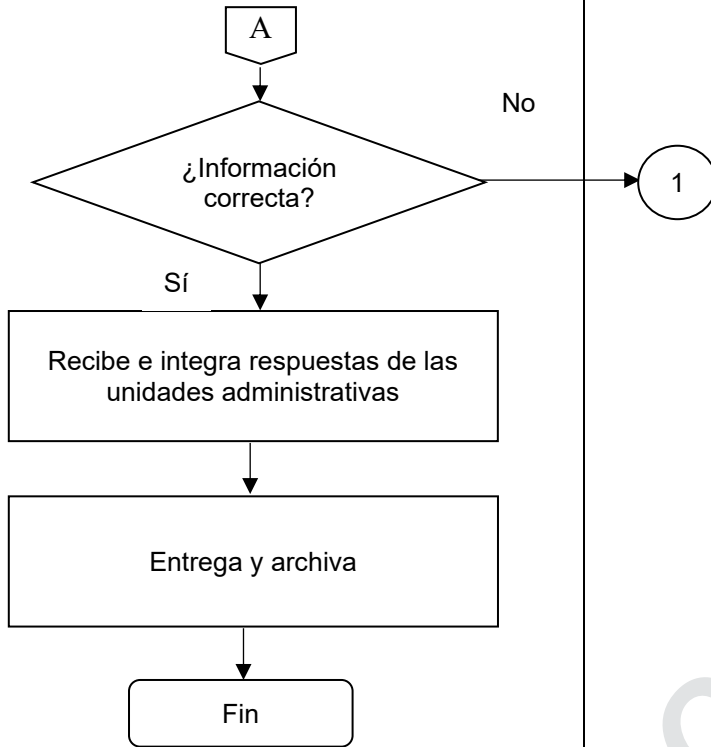 A
No
¿Información
correcta?
1
Sí
Recibe e integra respuestas de las
unidades administrativas
Entrega y archiva
Fin